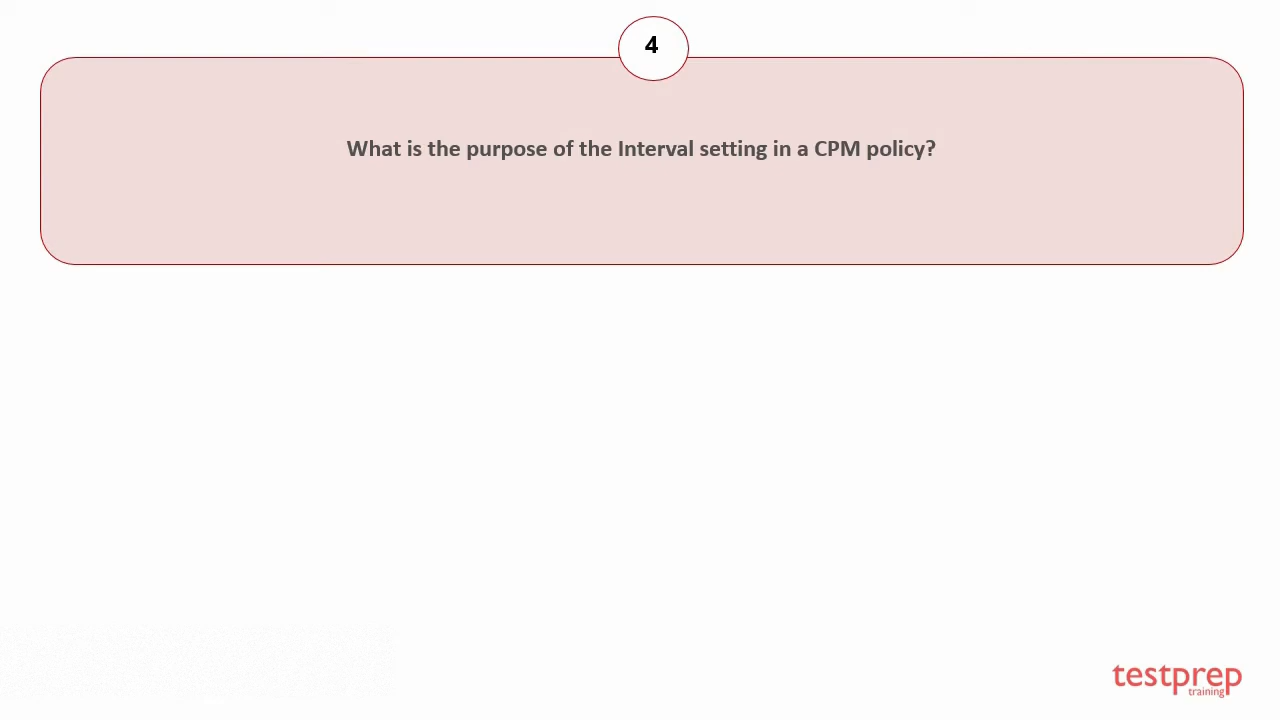 4
What is the purpose of the Interval setting in a CPM policy?
testprep
training